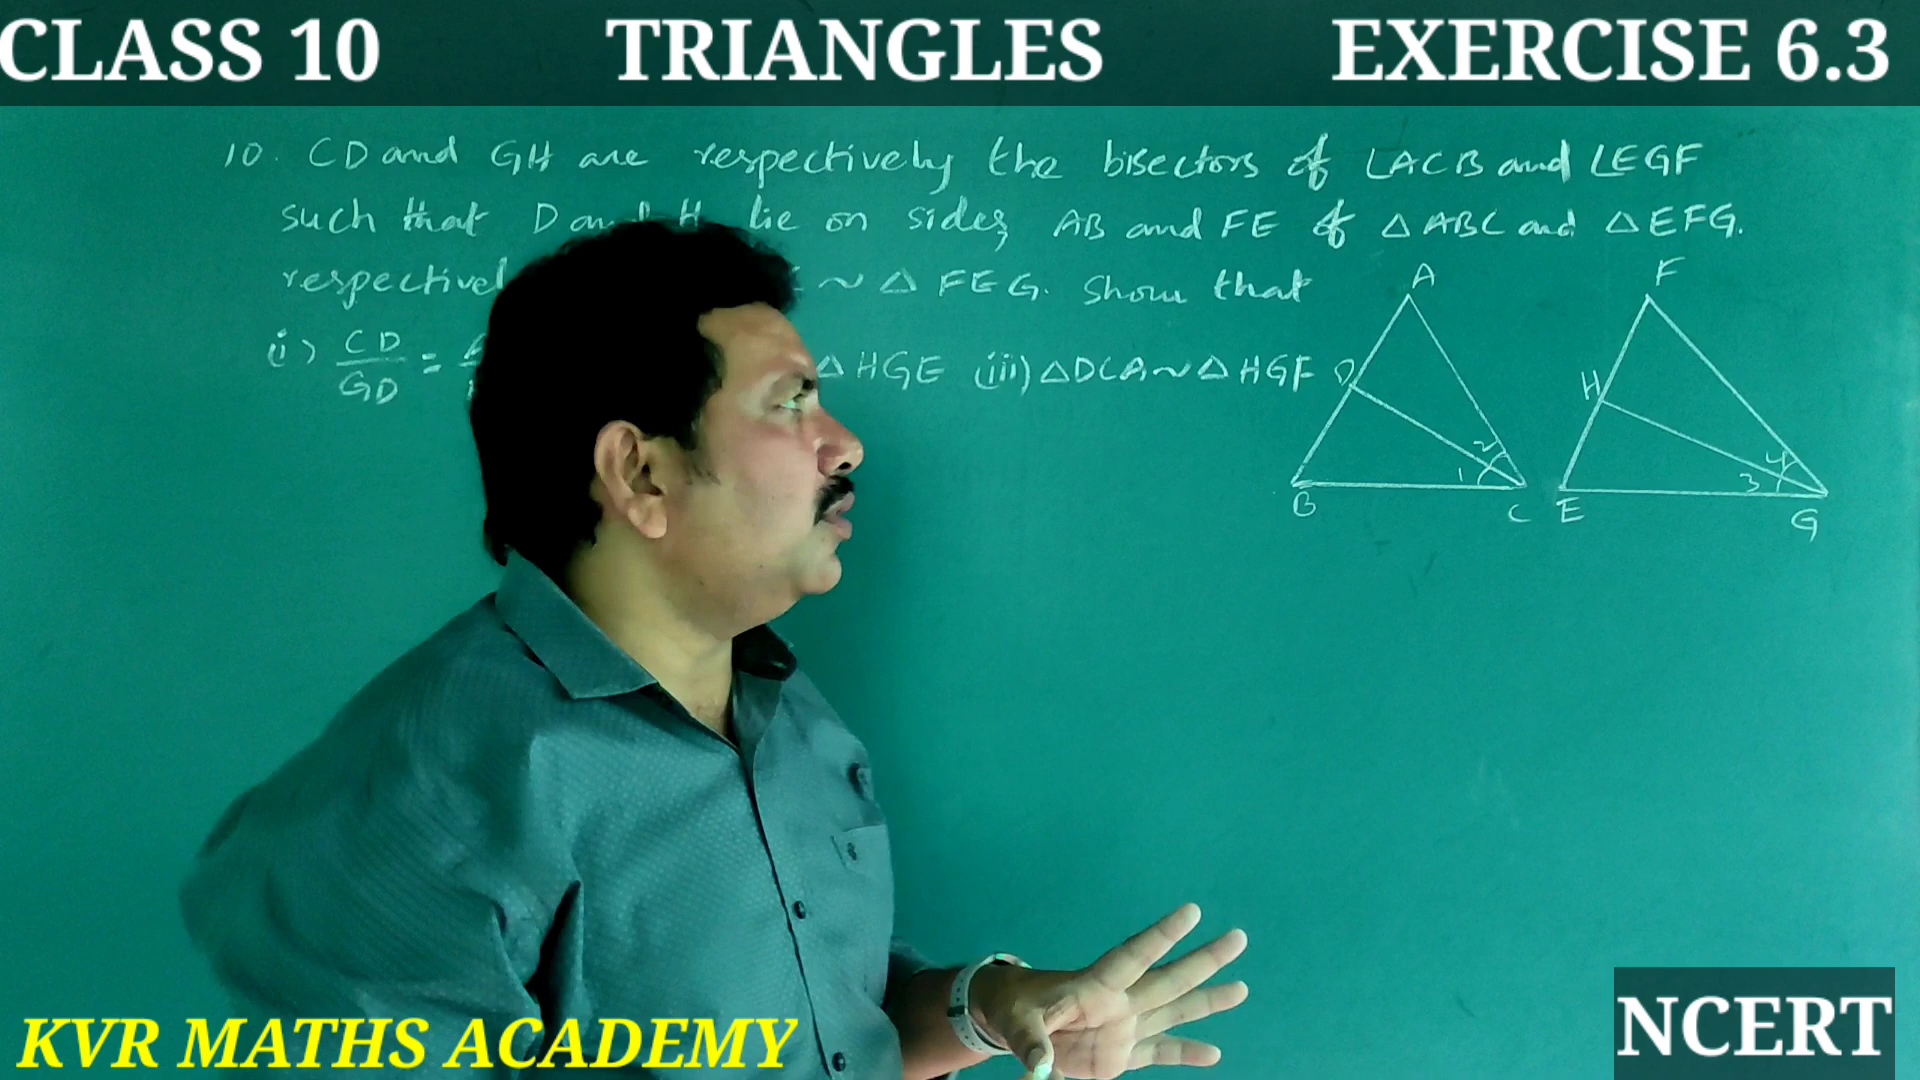 CLASS 10 TRIANGLES EXERCISE 6.3
10. CD and GH are respectively the bisectors of ∠ACB and ∠EGF
such that D and H lie on sides AB and FE of △ABC and △EFG.
respectivel ~ △FEG. Show that
(i) CD/GD = △HGE (iii) △DCA ~ △HGF
A
F
D
H
2
4
1
3
B
C
E
G
KVR MATHS ACADEMY
NCERT